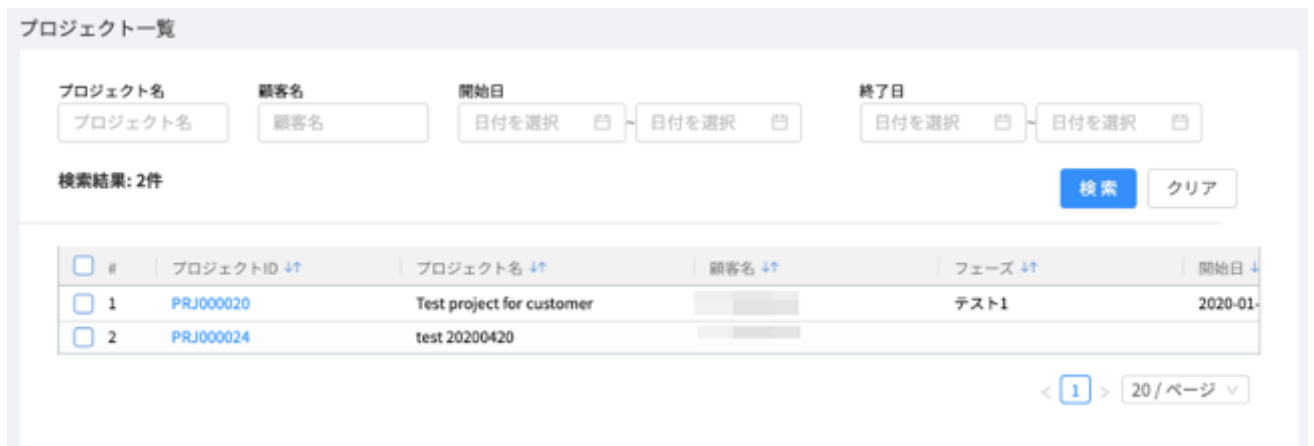 プロジェクト一覧
プロジェクト名 顧客名 開始日 終了日
プロジェクト名 顧客名 日付を選択 ~ 日付を選択 日付を選択 ~ 日付を選択
検索結果: 2件
検索 クリア
# プロジェクトID プロジェクト名 顧客名 フェーズ 開始日
1 PRJ000020 Test project for customer テスト1 2020-01-
2 PRJ000024 test 20200420
< 1 > 20 / ページ